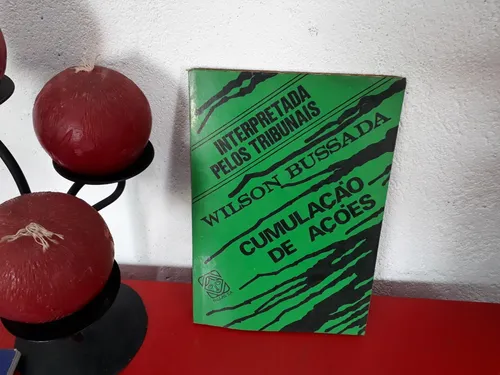 INTERPRETADA
PELOS TRIBUNAIS
WILSON BUSSADA
CUMULAÇÃO
DE AÇÕES